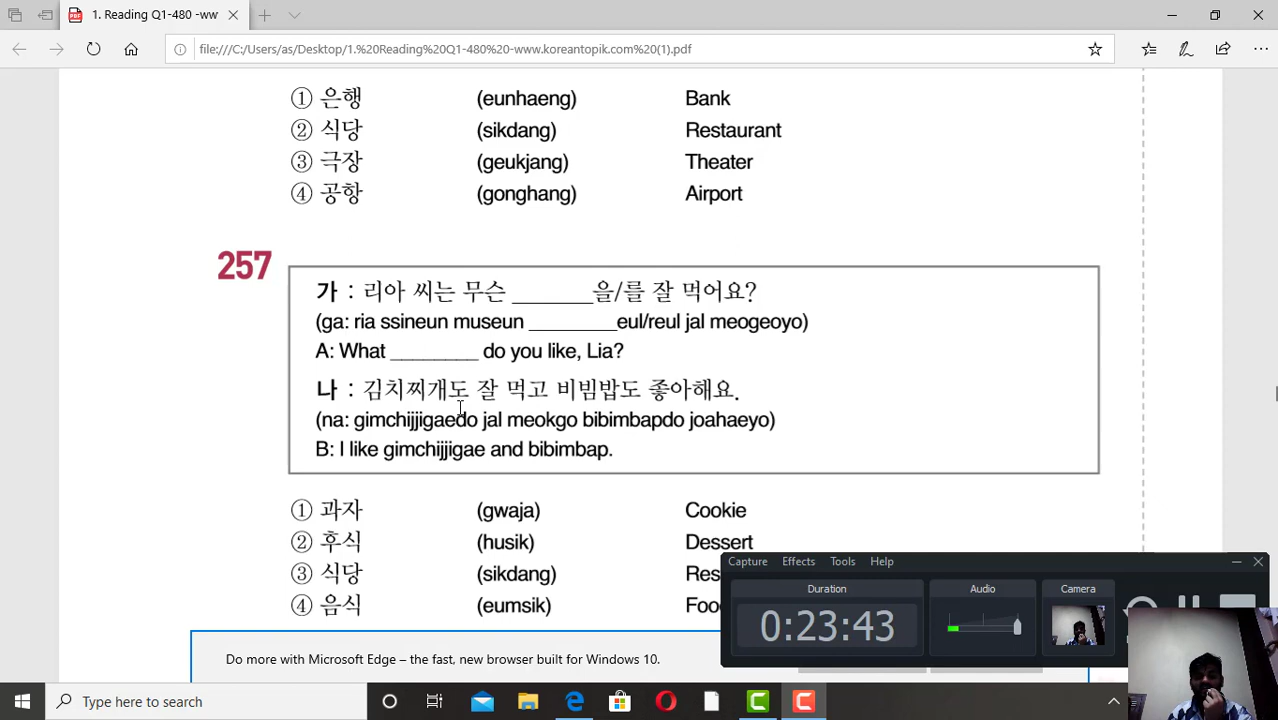 1. Reading Q1-480 -ww
file:///C:/Users/as/Desktop/1.%20Reading%20Q1-480%20-www.koreantopik.com%20(1).pdf
① 은행 (eunhaeng) Bank
② 식당 (sikdang) Restaurant
③ 극장 (geukjang) Theater
④ 공항 (gonghang) Airport
257
가 : 리아 씨는 무슨 ________을/를 잘 먹어요?
(ga: ria ssineun museun ________eul/reul jal meogeoyo)
A: What ________ do you like, Lia?
나 : 김치찌개도 잘 먹고 비빔밥도 좋아해요.
(na: gimchijjigaedo jal meokgo bibimbapdo joahaeyo)
B: I like gimchijjigae and bibimbap.
① 과자 (gwaja) Cookie
② 후식 (husik) Dessert
③ 식당 (sikdang) Res
④ 음식 (eumsik) Foo
Capture Effects Tools Help
Duration Audio Camera
0:23:43
Do more with Microsoft Edge – the fast, new browser built for Windows 10.
Type here to search